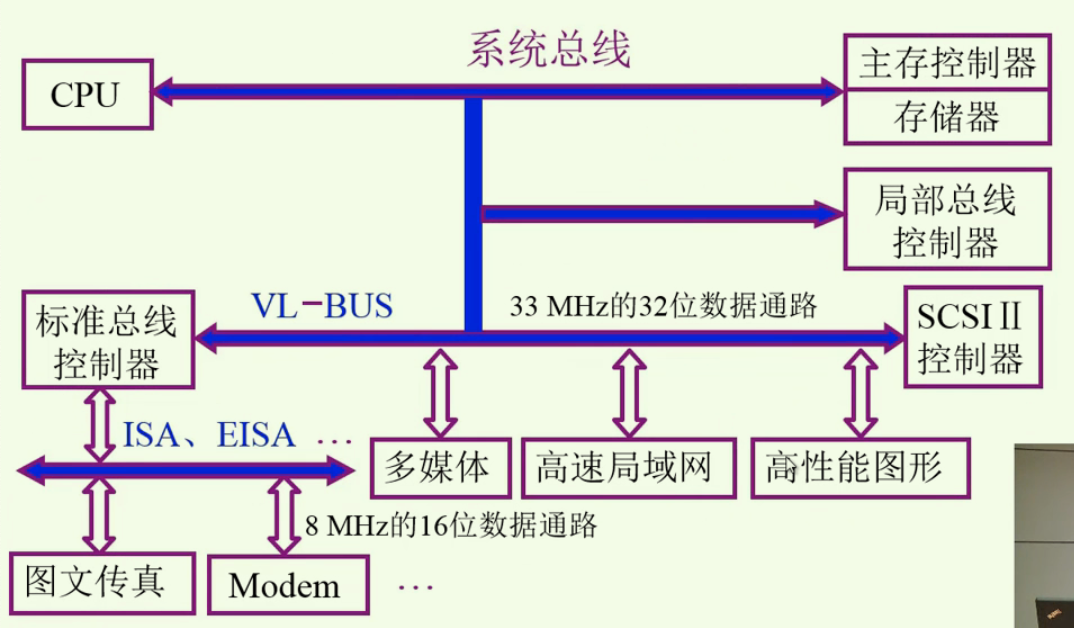 系统总线
CPU
主存控制器
存储器
局部总线
控制器
VL-BUS
33 MHz的32位数据通路
标准总线
控制器
SCSIⅡ
控制器
ISA、EISA …
多媒体
高速局域网
高性能图形
8 MHz的16位数据通路
图文传真
Modem
…